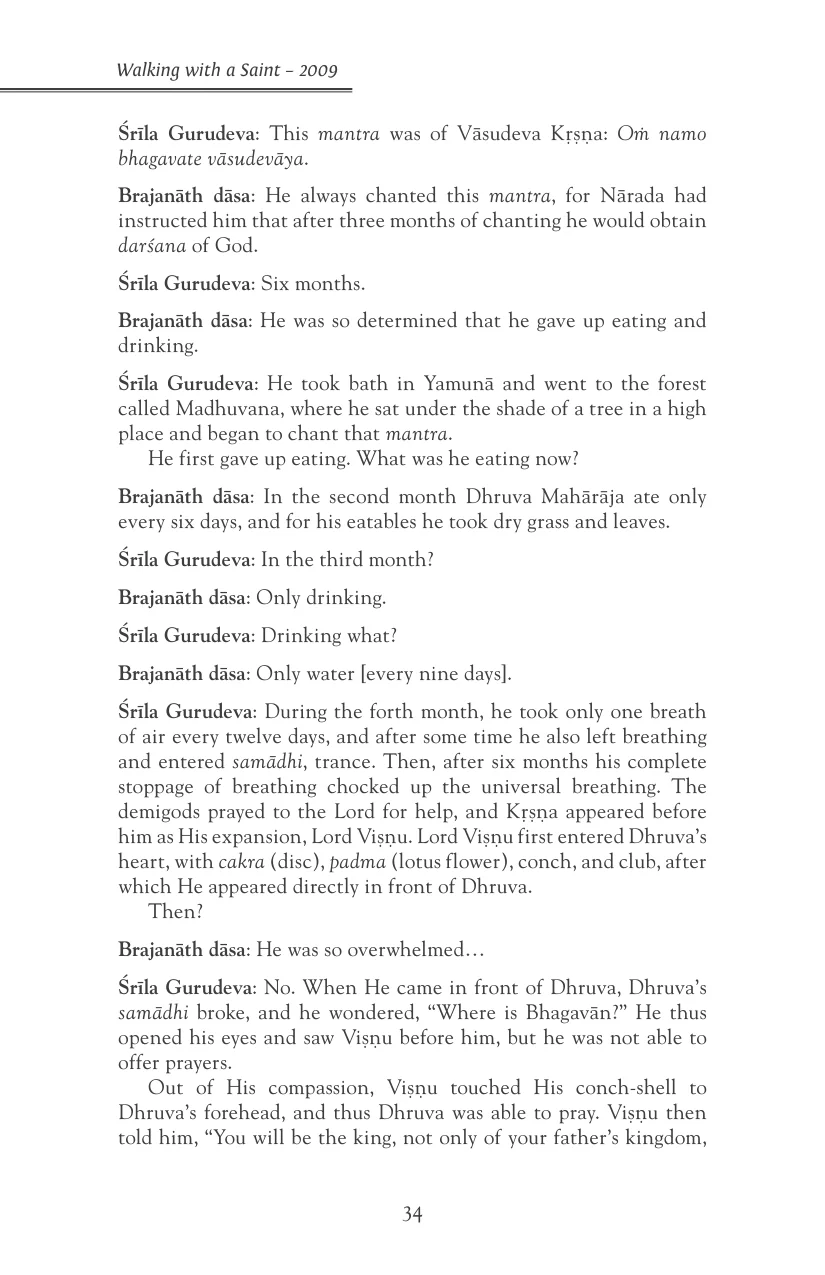 Walking with a Saint – 2009
Śrīla Gurudeva: This mantra was of Vāsudeva Kṛṣṇa: Oṁ namo
bhagavate vāsudevāya.
Brajanāth dāsa: He always chanted this mantra, for Nārada had
instructed him that after three months of chanting he would obtain
darśana of God.
Śrīla Gurudeva: Six months.
Brajanāth dāsa: He was so determined that he gave up eating and
drinking.
Śrīla Gurudeva: He took bath in Yamunā and went to the forest
called Madhuvana, where he sat under the shade of a tree in a high
place and began to chant that mantra.
He first gave up eating. What was he eating now?
Brajanāth dāsa: In the second month Dhruva Mahārāja ate only
every six days, and for his eatables he took dry grass and leaves.
Śrīla Gurudeva: In the third month?
Brajanāth dāsa: Only drinking.
Śrīla Gurudeva: Drinking what?
Brajanāth dāsa: Only water [every nine days].
Śrīla Gurudeva: During the forth month, he took only one breath
of air every twelve days, and after some time he also left breathing
and entered samādhi, trance. Then, after six months his complete
stoppage of breathing chocked up the universal breathing. The
demigods prayed to the Lord for help, and Kṛṣṇa appeared before
him as His expansion, Lord Viṣṇu. Lord Viṣṇu first entered Dhruva’s
heart, with cakra (disc), padma (lotus flower), conch, and club, after
which He appeared directly in front of Dhruva.
Then?
Brajanāth dāsa: He was so overwhelmed…
Śrīla Gurudeva: No. When He came in front of Dhruva, Dhruva’s
samādhi broke, and he wondered, “Where is Bhagavān?” He thus
opened his eyes and saw Viṣṇu before him, but he was not able to
offer prayers.
Out of His compassion, Viṣṇu touched His conch-shell to
Dhruva’s forehead, and thus Dhruva was able to pray. Viṣṇu then
told him, “You will be the king, not only of your father’s kingdom,
34